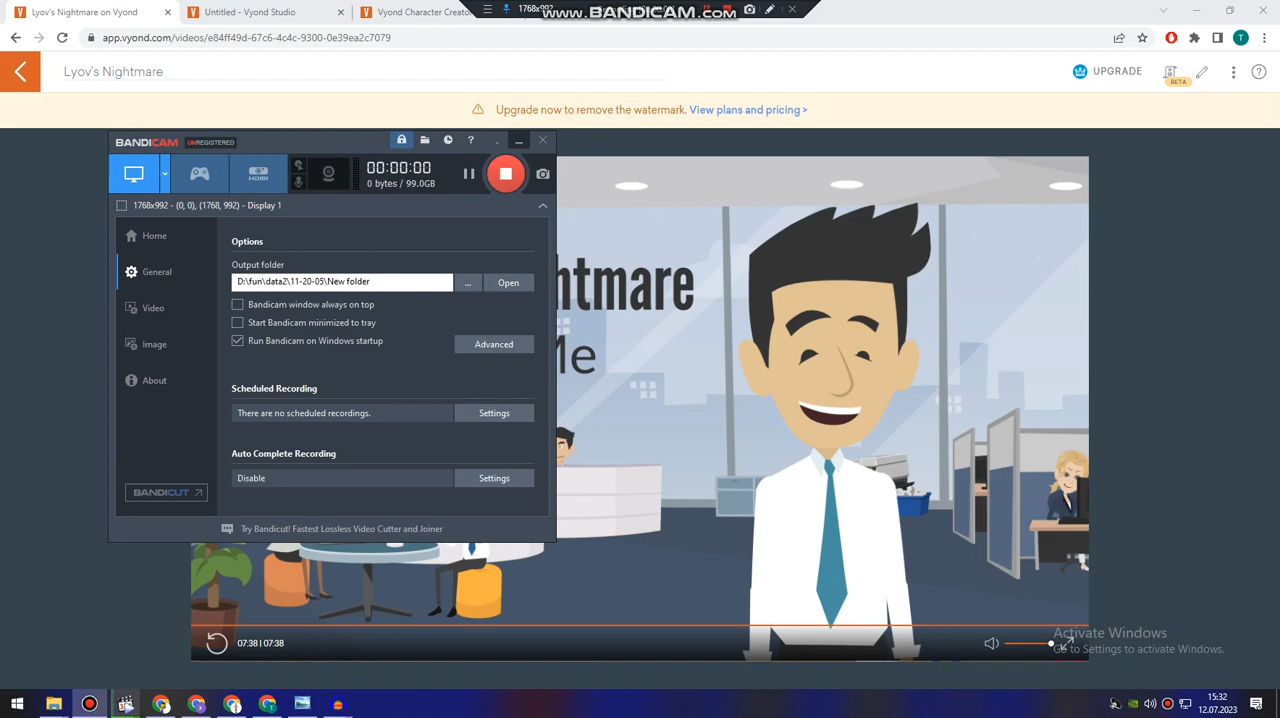 Lyov's Nightmare on Vyond
Untitled - Vyond Studio
Vyond Character Creator
1768x992
www.BANDICAM.com
app.vyond.com/videos/e84ff49d-67c6-4c4c-9300-0e39ea2c7079
T
Lyov's Nightmare
UPGRADE
BETA
Upgrade now to remove the watermark. View plans and pricing >
BANDICAM UNREGISTERED
HDMI
00:00:00
0 bytes / 99.0GB
1768x992 - (0, 0), (1768, 992) - Display 1
Home
General
Video
Image
About
BANDICUT
Options
Output folder
D:\fun\data2\11-20-05\New folder
...
Open
Bandicam window always on top
Start Bandicam minimized to tray
Run Bandicam on Windows startup
Advanced
Scheduled Recording
There are no scheduled recordings.
Settings
Auto Complete Recording
Disable
Settings
Try Bandicut! Fastest Lossless Video Cutter and Joiner
htmare
Me
07:38 | 07:38
Activate Windows
Go to Settings to activate Windows.
15:32
12.07.2023